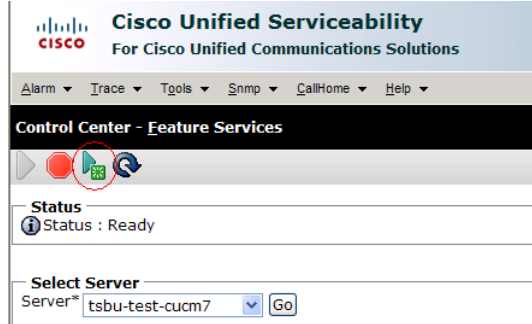 Cisco Unified Serviceability
CISCO
For Cisco Unified Communications Solutions
Alarm Trace Tools Snmp CallHome Help
Control Center - Feature Services
Status
Status : Ready
Select Server
Server* tsbu-test-cucm7 Go